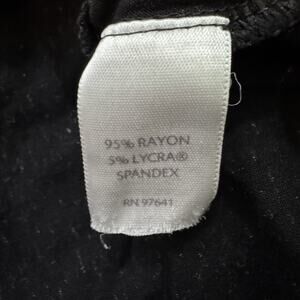 95% RAYON
5% LYCRA®
SPANDEX
RN 97641